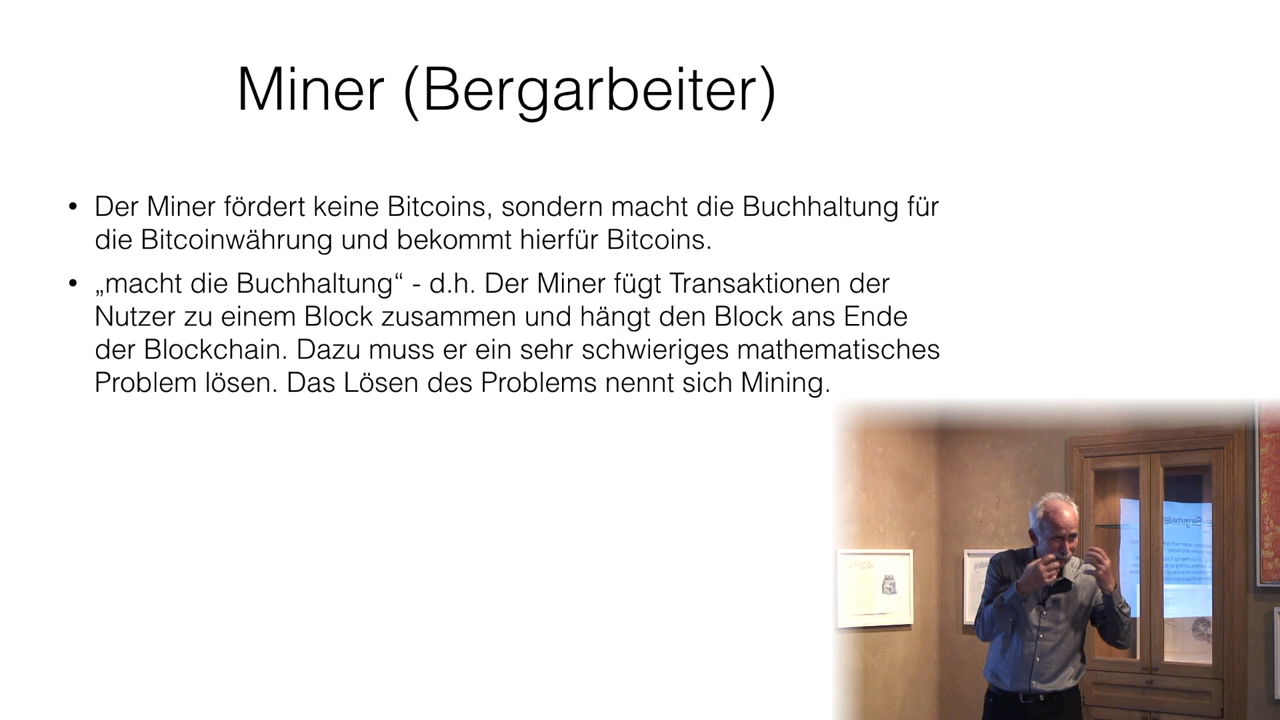 Miner (Bergarbeiter)
• Der Miner fördert keine Bitcoins, sondern macht die Buchhaltung für
die Bitcoinwährung und bekommt hierfür Bitcoins.
• „macht die Buchhaltung“ - d.h. Der Miner fügt Transaktionen der
Nutzer zu einem Block zusammen und hängt den Block ans Ende
der Blockchain. Dazu muss er ein sehr schwieriges mathematisches
Problem lösen. Das Lösen des Problems nennt sich Mining.